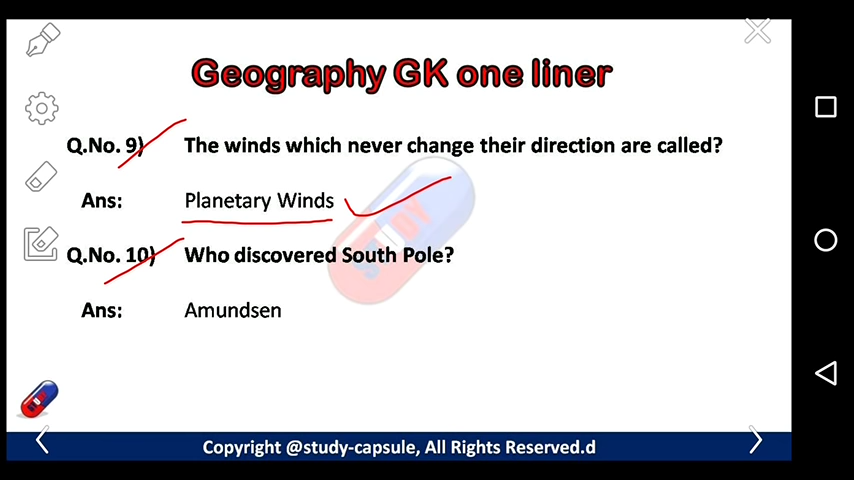 Geography GK one liner
Q.No. 9) The winds which never change their direction are called?
Ans: Planetary Winds
Q.No. 10) Who discovered South Pole?
Ans: Amundsen
STUDY
Copyright @study-capsule, All Rights Reserved.d